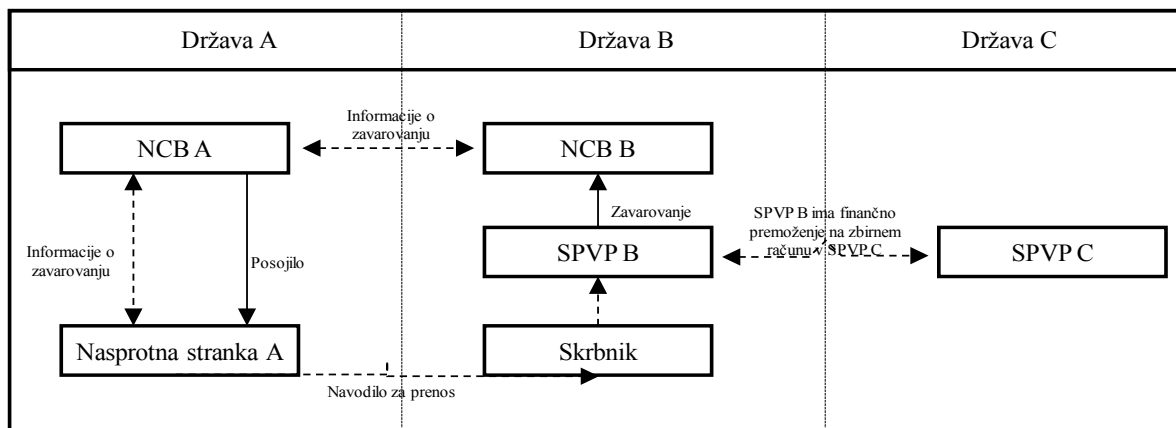 Država A
Država B
Država C
Informacije o
zavarovanju
NCB A
NCB B
Zavarovanje
SPVP B ima finančno
premoženje na zbirnem
računu v SPVP C
Informacije o
zavarovanju
Posojilo
SPVP B
SPVP C
Nasprotna stranka A
Skrbnik
Navodilo za prenos